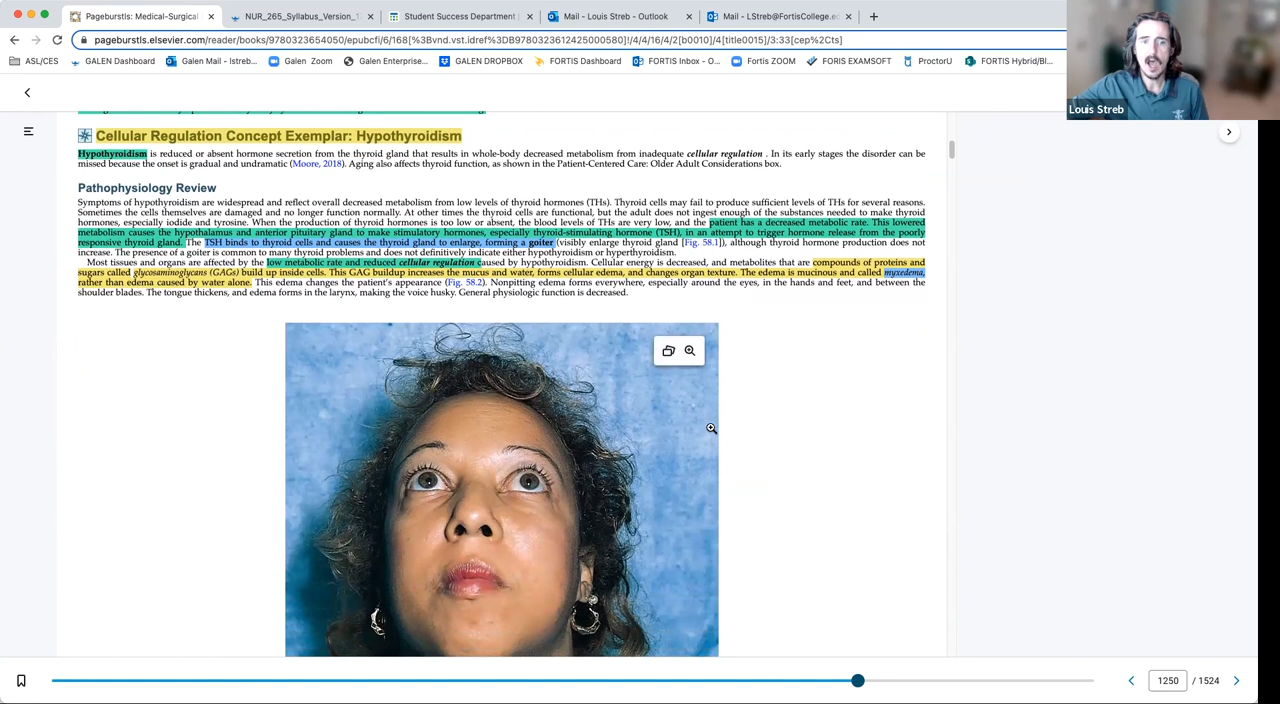 Pageburstls: Medical-Surgical
NUR_265_Syllabus_Version_1
Student Success Department
Mail - Louis Streb - Outlook
Mail - LStreb@FortisCollege.e
pageburstls.elsevier.com/reader/books/9780323654050/epubcfi/6/168[%3Bvnd.vst.idref%3DB9780323612425000580]!/4/4/16/4/2[b0010]/4[title0015]/3:33[cep%2Cts]
ASL/CES
GALEN Dashboard
Galen Mail - lstreb...
Galen Zoom
Galen Enterprise...
GALEN DROPBOX
FORTIS Dashboard
FORTIS Inbox - O...
Fortis ZOOM
FORIS EXAMSOFT
ProctorU
FORTIS Hybrid/Bl...
Louis Streb
Cellular Regulation Concept Exemplar: Hypothyroidism
Hypothyroidism is reduced or absent hormone secretion from the thyroid gland that results in whole-body decreased metabolism from inadequate cellular regulation . In its early stages the disorder can be
missed because the onset is gradual and undramatic (Moore, 2018). Aging also affects thyroid function, as shown in the Patient-Centered Care: Older Adult Considerations box.
Pathophysiology Review
Symptoms of hypothyroidism are widespread and reflect overall decreased metabolism from low levels of thyroid hormones (THs). Thyroid cells may fail to produce sufficient levels of THs for several reasons.
Sometimes the cells themselves are damaged and no longer function normally. At other times the thyroid cells are functional, but the adult does not ingest enough of the substances needed to make thyroid
hormones, especially iodide and tyrosine. When the production of thyroid hormones is too low or absent, the blood levels of THs are very low, and the patient has a decreased metabolic rate. This lowered
metabolism causes the hypothalamus and anterior pituitary gland to make stimulatory hormones, especially thyroid-stimulating hormone (TSH), in an attempt to trigger hormone release from the poorly
responsive thyroid gland. The TSH binds to thyroid cells and causes the thyroid gland to enlarge, forming a goiter (visibly enlarge thyroid gland [Fig. 58.1]), although thyroid hormone production does not
increase. The presence of a goiter is common to many thyroid problems and does not definitively indicate either hypothyroidism or hyperthyroidism.
Most tissues and organs are affected by the low metabolic rate and reduced cellular regulation caused by hypothyroidism. Cellular energy is decreased, and metabolites that are compounds of proteins and
sugars called glycosaminoglycans (GAGs) build up inside cells. This GAG buildup increases the mucus and water, forms cellular edema, and changes organ texture. The edema is mucinous and called myxedema,
rather than edema caused by water alone. This edema changes the patient's appearance (Fig. 58.2). Nonpitting edema forms everywhere, especially around the eyes, in the hands and feet, and between the
shoulder blades. The tongue thickens, and edema forms in the larynx, making the voice husky. General physiologic function is decreased.
1250 / 1524